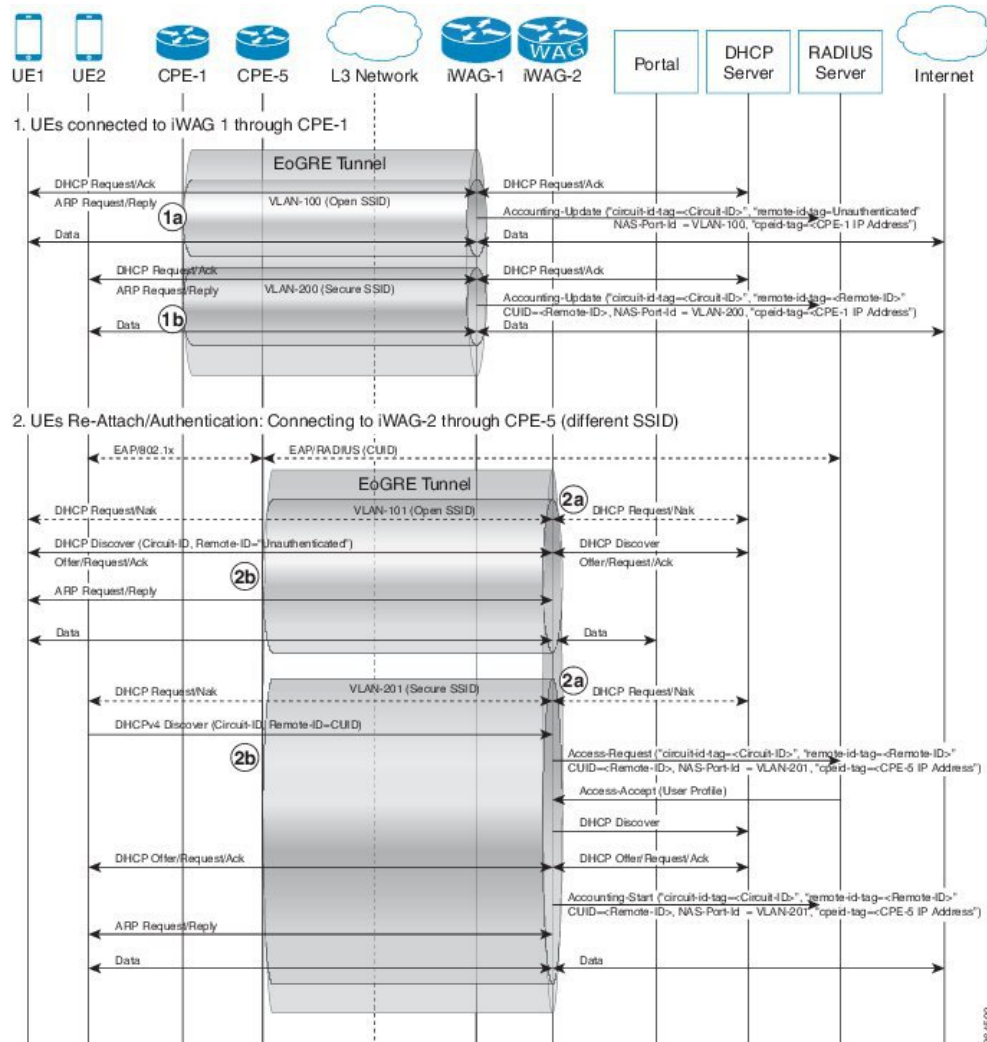 UE1 UE2 CPE-1 CPE-5 L3 Network iWAG-1 iWAG-2 Portal DHCP Server RADIUS Server Internet
WAG
1. UEs connected to iWAG 1 through CPE-1
EoGRE Tunnel
DHCP Request/Ack
DHCP Request/Ack
VLAN-100 (Open SSID)
ARP Request/Reply
1a
Accounting-Update ("circuit-id-tag=<Circuit-ID>", "remote-id-tag=Unauthenticated"
NAS-Port-Id = VLAN-100, "cpeid-tag=<CPE-1 IP Address")
Data
Data
DHCP Request/Ack
DHCP Request/Ack
ARP Request/Reply
VLAN-200 (Secure SSID)
1b
Accounting-Update ("circuit-id-tag=<Circuit-ID>", "remote-id-tag=<Remote-ID>"
CUID=<Remote-ID>, NAS-Port-Id = VLAN-200, "cpeid-tag=<CPE-1 IP Address")
Data
Data
2. UEs Re-Attach/Authentication: Connecting to iWAG-2 through CPE-5 (different SSID)
EAP/802.1x
EAP/RADIUS (CUID)
EoGRE Tunnel
2a
DHCP Request/Nak
VLAN-101 (Open SSID)
DHCP Request/Nak
DHCP Discover (Circuit-ID, Remote-ID="Unauthenticated")
DHCP Discover
Offer/Request/Ack
Offer/Request/Ack
2b
ARP Request/Reply
Data
Data
2a
DHCP Request/Nak
VLAN-201 (Secure SSID)
DHCP Request/Nak
DHCPv4 Discover (Circuit-ID, Remote-ID=CUID)
2b
Access-Request ("circuit-id-tag=<Circuit-ID>", "remote-id-tag=<Remote-ID>"
CUID=<Remote-ID>, NAS-Port-Id = VLAN-201, "cpeid-tag=<CPE-5 IP Address")
Access-Accept (User Profile)
DHCP Discover
DHCP Offer/Request/Ack
DHCP Offer/Request/Ack
Accounting-Start ("circuit-id-tag=<Circuit-ID>", "remote-id-tag=<Remote-ID>"
CUID=<Remote-ID>, NAS-Port-Id = VLAN-201, "cpeid-tag=<CPE-5 IP Address")
ARP Request/Reply
Data
Data